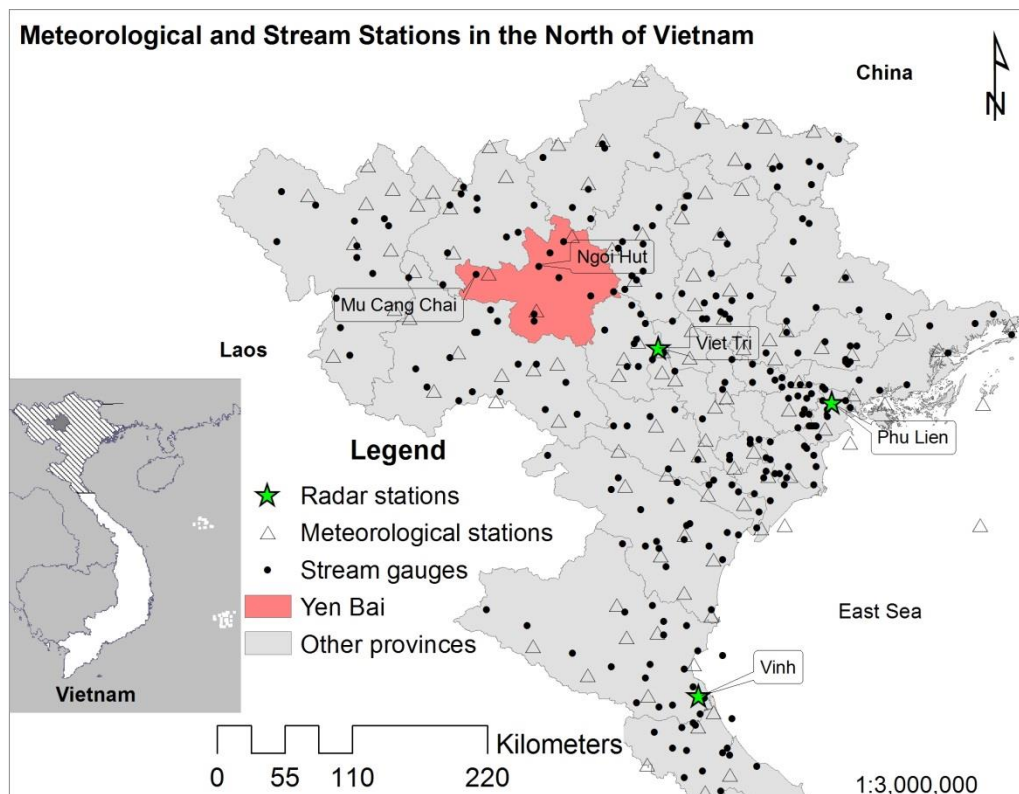 Meteorological and Stream Stations in the North of Vietnam
China
N
Ngoi Hut
Mu Cang Chai
Viet Tri
Laos
Phu Lien
Legend
Radar stations
Meteorological stations
Stream gauges
Yen Bai
Other provinces
East Sea
Vietnam
Vinh
Kilometers
0 55 110 220
1:3,000,000